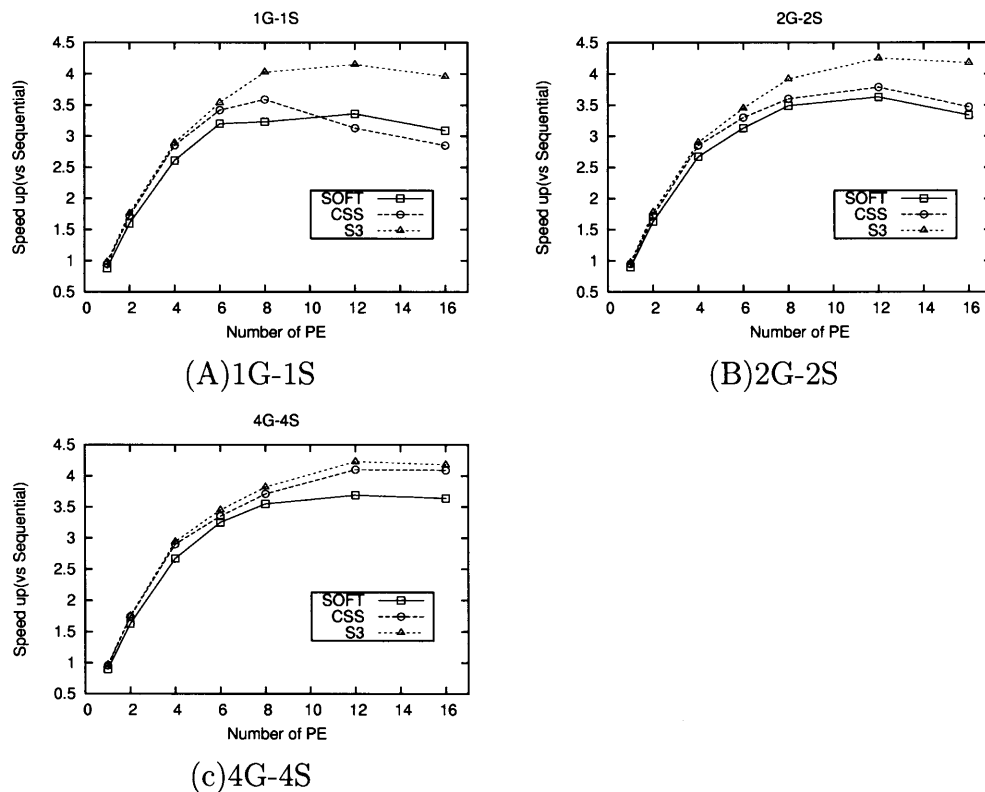 1G-1S
4.5
4
3.5
3
2.5
2
1.5
1
0.5
Speed up(vs Sequential)
SOFT
CSS
S3
0 2 4 6 8 10 12 14 16
Number of PE
(A)1G-1S
2G-2S
4.5
4
3.5
3
2.5
2
1.5
1
0.5
Speed up(vs Sequential)
SOFT
CSS
S3
0 2 4 6 8 10 12 14 16
Number of PE
(B)2G-2S
4G-4S
4.5
4
3.5
3
2.5
2
1.5
1
0.5
Speed up(vs Sequential)
SOFT
CSS
S3
0 2 4 6 8 10 12 14 16
Number of PE
(c)4G-4S